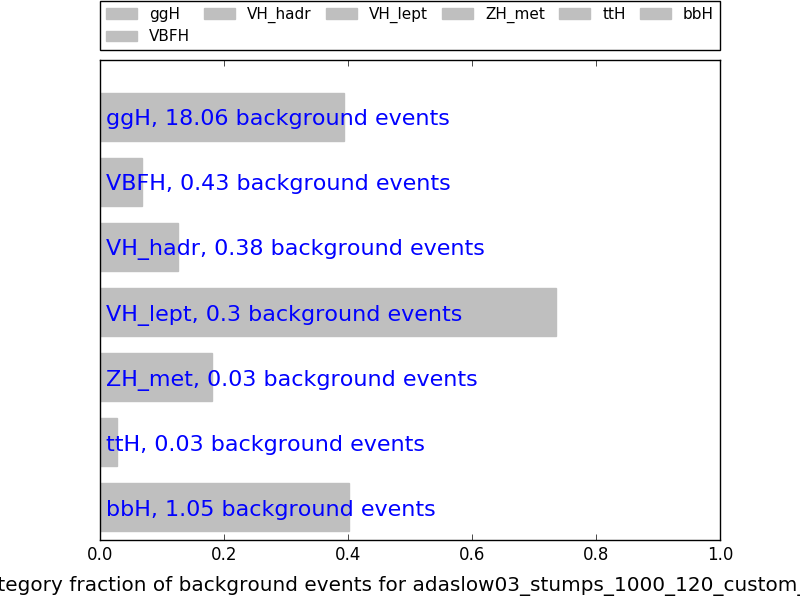 ggH VH_hadr VH_lept ZH_met ttH bbH
VBFH
ggH, 18.06 background events
VBFH, 0.43 background events
VH_hadr, 0.38 background events
VH_lept, 0.3 background events
ZH_met, 0.03 background events
ttH, 0.03 background events
bbH, 1.05 background events
0.0 0.2 0.4 0.6 0.8 1.0
tegory fraction of background events for adaslow03_stumps_1000_120_custom_